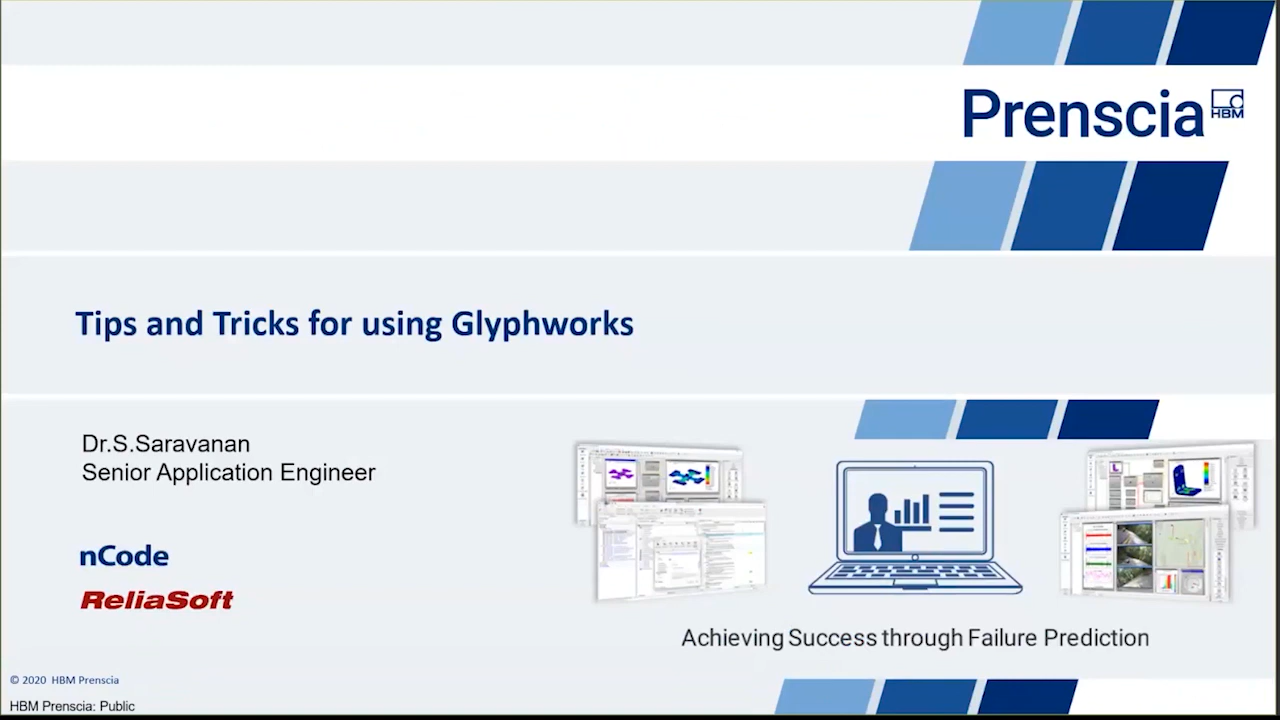 Prenscia
HBM
Tips and Tricks for using Glyphworks
Dr.S.Saravanan
Senior Application Engineer
nCode
ReliaSoft
Achieving Success through Failure Prediction
© 2020 HBM Prenscia
HBM Prenscia: Public